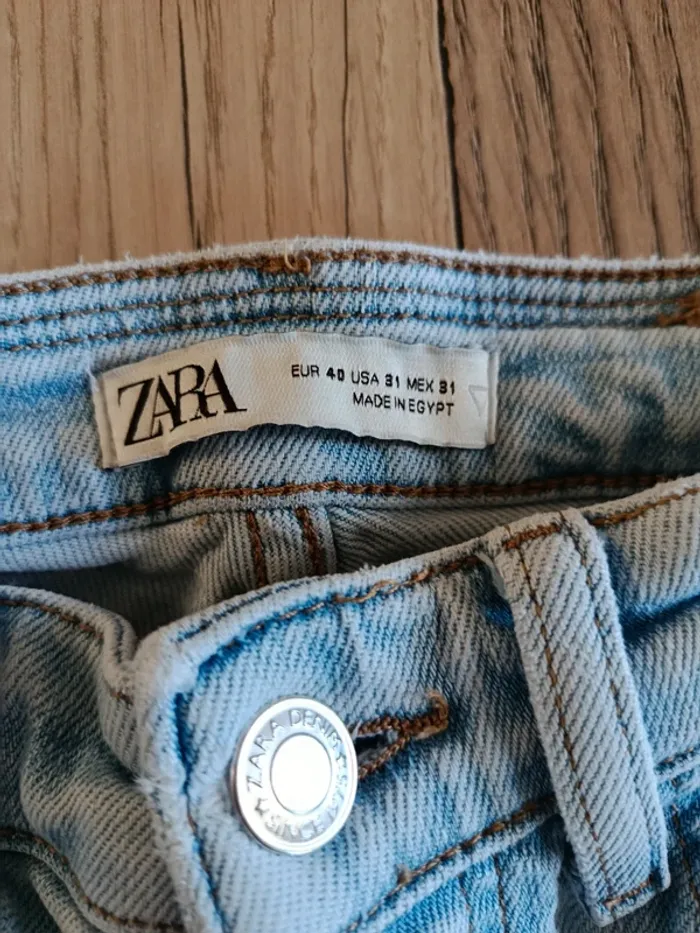 ZARA
EUR 40 USA 31 MEX 31
MADE IN EGYPT
ZARA DENIM